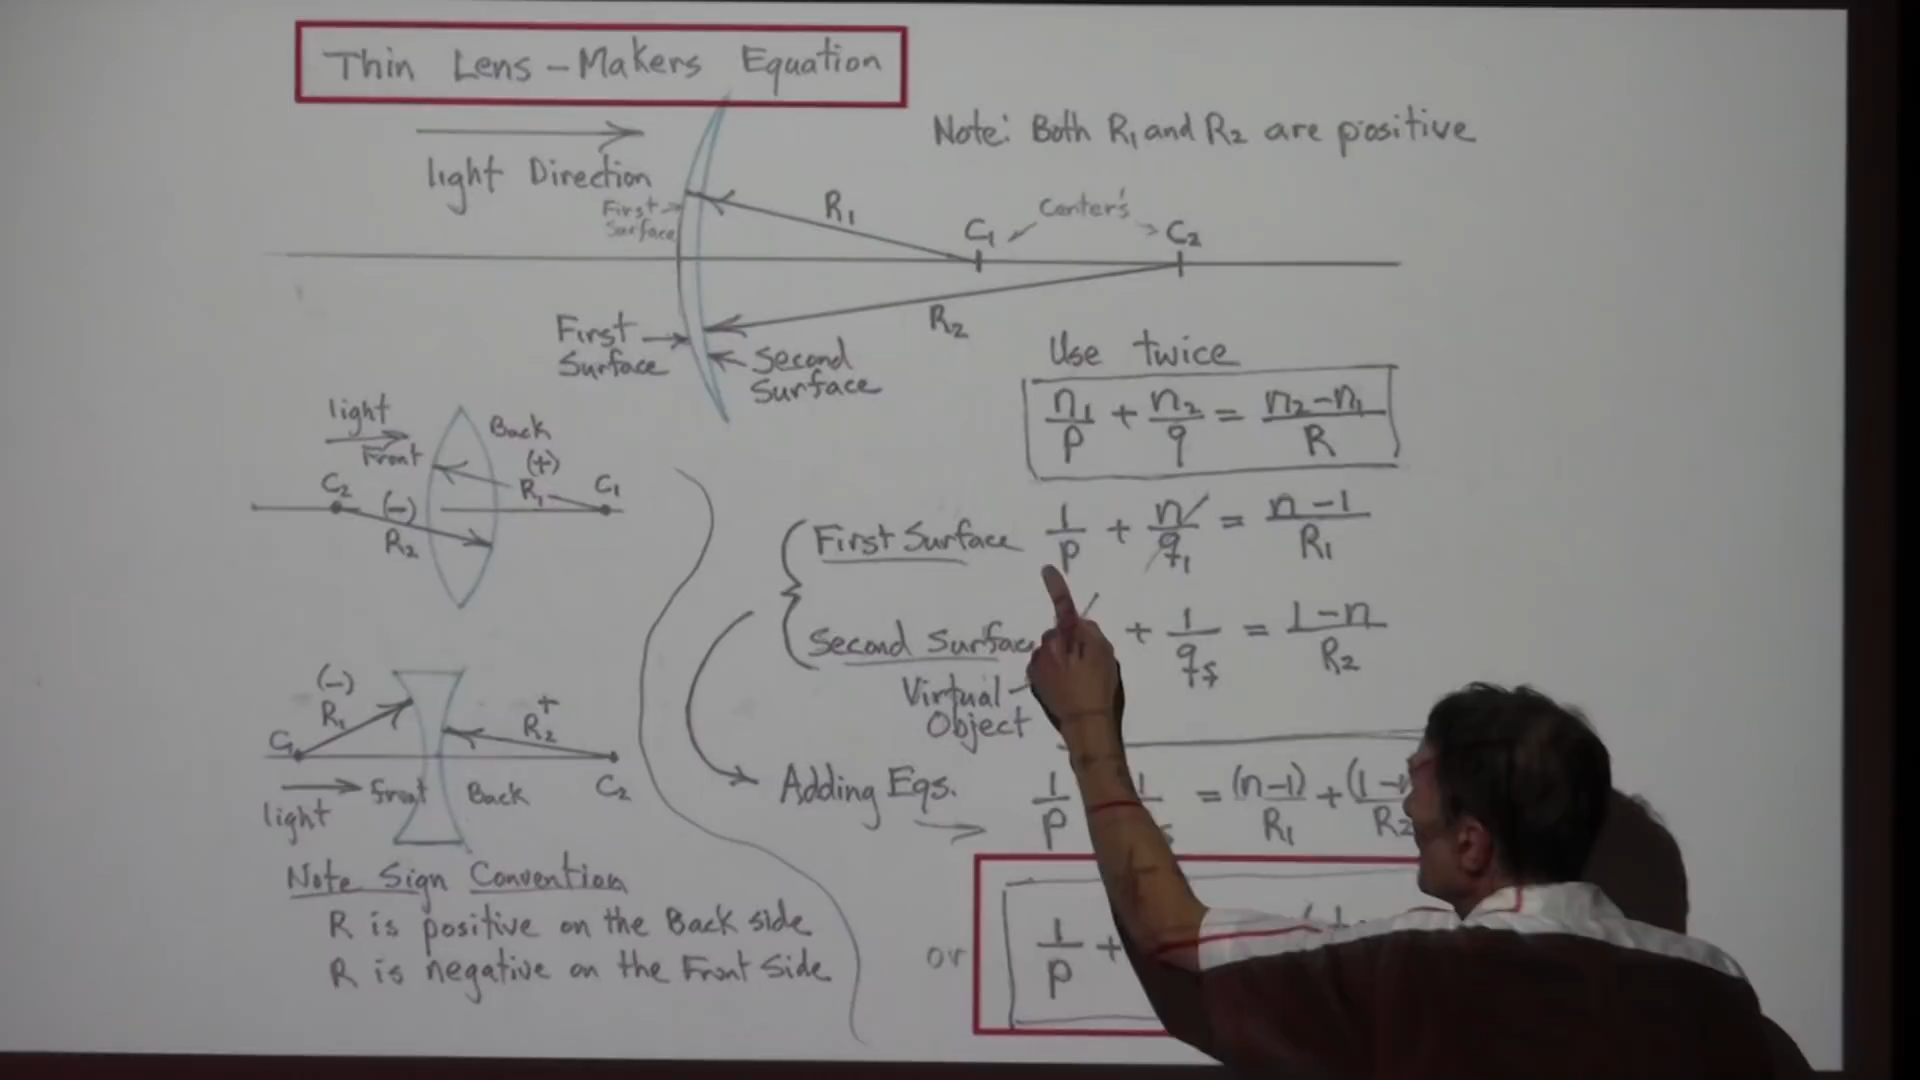 Thin Lens-Makers Equation
Note: Both R₁ and R₂ are positive
light Direction
First
Surface
R₁
Center's
C₁
C₂
R₂
First
Surface
Second
Surface
Use twice
n₁/p + n₂/q = n₂-n₁/R
light
Front
Back
(+)
R₁
C₁
C₂
(-)
R₂
First Surface 1/p + n/q₁ = n-1/R₁
Second Surface + 1/qₛ = 1-n/R₂
Virtual
Object
(-)
R₁
+
R₂
C₁
C₂
light
front
Back
Adding Eqs. 1/p = (n-1)/R₁ + (1-
R₂
Note Sign Convention
R is positive on the Back side
R is negative on the Front Side
or 1/p +